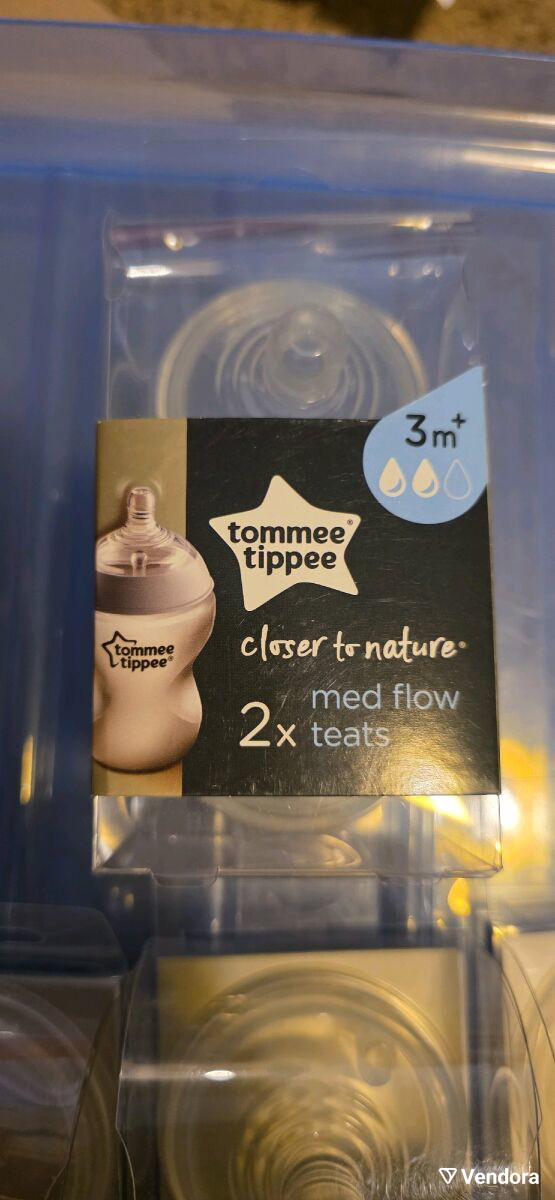 3m+
tommee®
tippee
tommee
tippee®
closer to nature®
2x med flow
teats
Vendora